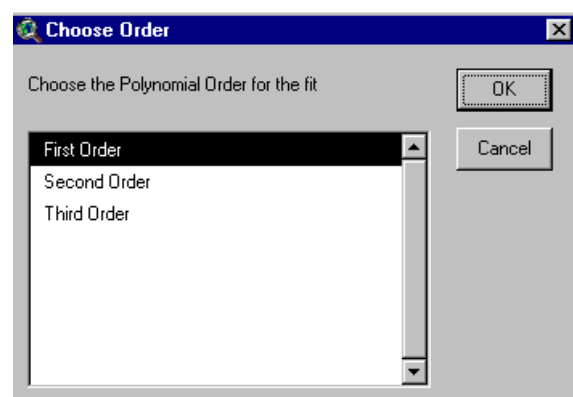 Choose Order
Choose the Polynomial Order for the fit
OK
First Order
Cancel
Second Order
Third Order